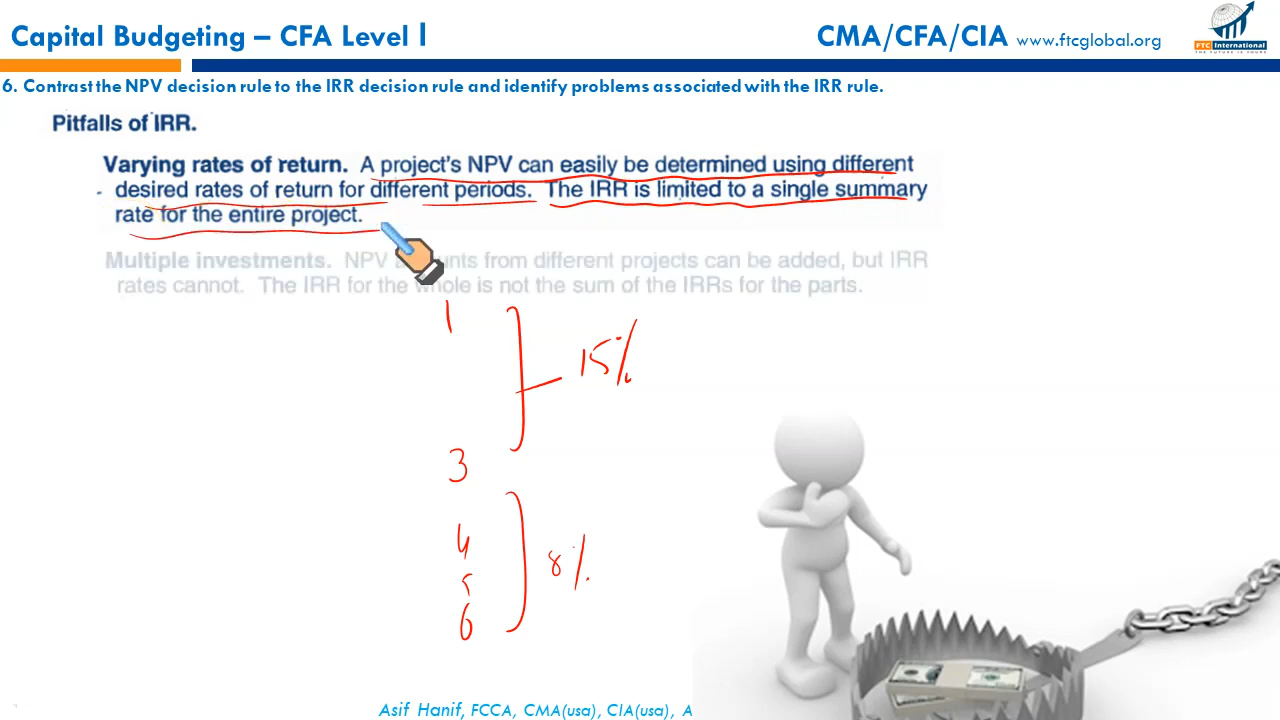 Capital Budgeting – CFA Level I
CMA/CFA/CIA www.ftcglobal.org
FTC International
THE FUTURE IS YOURS
6. Contrast the NPV decision rule to the IRR decision rule and identify problems associated with the IRR rule.
Pitfalls of IRR.
Varying rates of return. A project's NPV can easily be determined using different
desired rates of return for different periods. The IRR is limited to a single summary
rate for the entire project.
Multiple investments. NPV from different projects can be added, but IRR
rates cannot. The IRR for the whole is not the sum of the IRRs for the parts.
1
15%
3
4
8%
5
6
Asif Hanif, FCCA, CMA(usa), CIA(usa), A